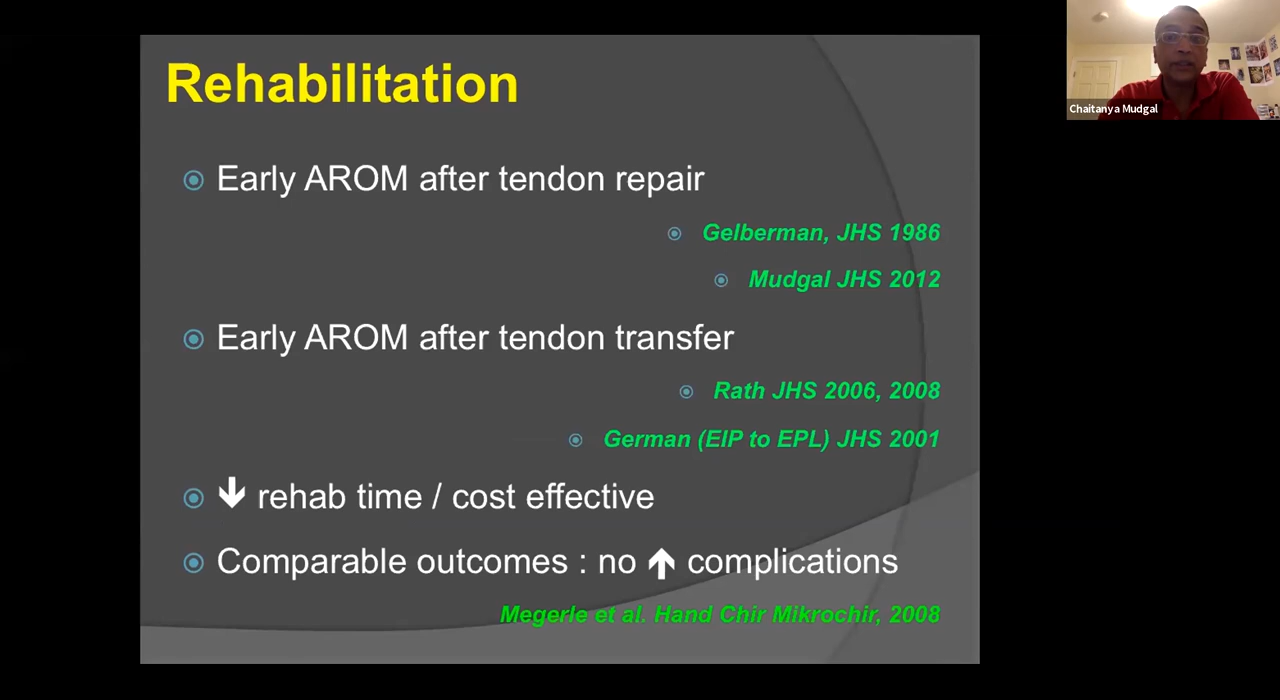 Rehabilitation
Early AROM after tendon repair
Gelberman, JHS 1986
Mudgal JHS 2012
Early AROM after tendon transfer
Rath JHS 2006, 2008
German (EIP to EPL) JHS 2001
↓ rehab time / cost effective
Comparable outcomes : no ↑ complications
Megerle et al. Hand Chir Mikrochir, 2008
Chaitanya Mudgal